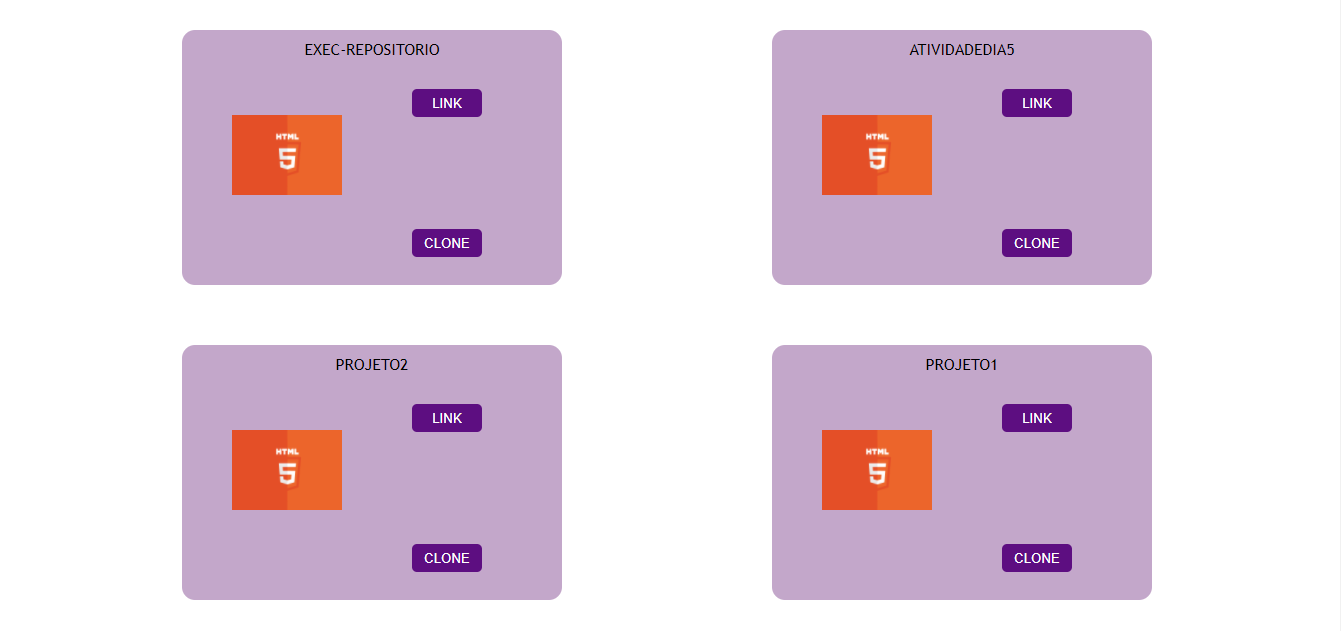 EXEC-REPOSITORIO
LINK
HTML
5
CLONE
ATIVIDADEDIA5
LINK
HTML
5
CLONE
PROJETO2
LINK
HTML
5
CLONE
PROJETO1
LINK
HTML
5
CLONE